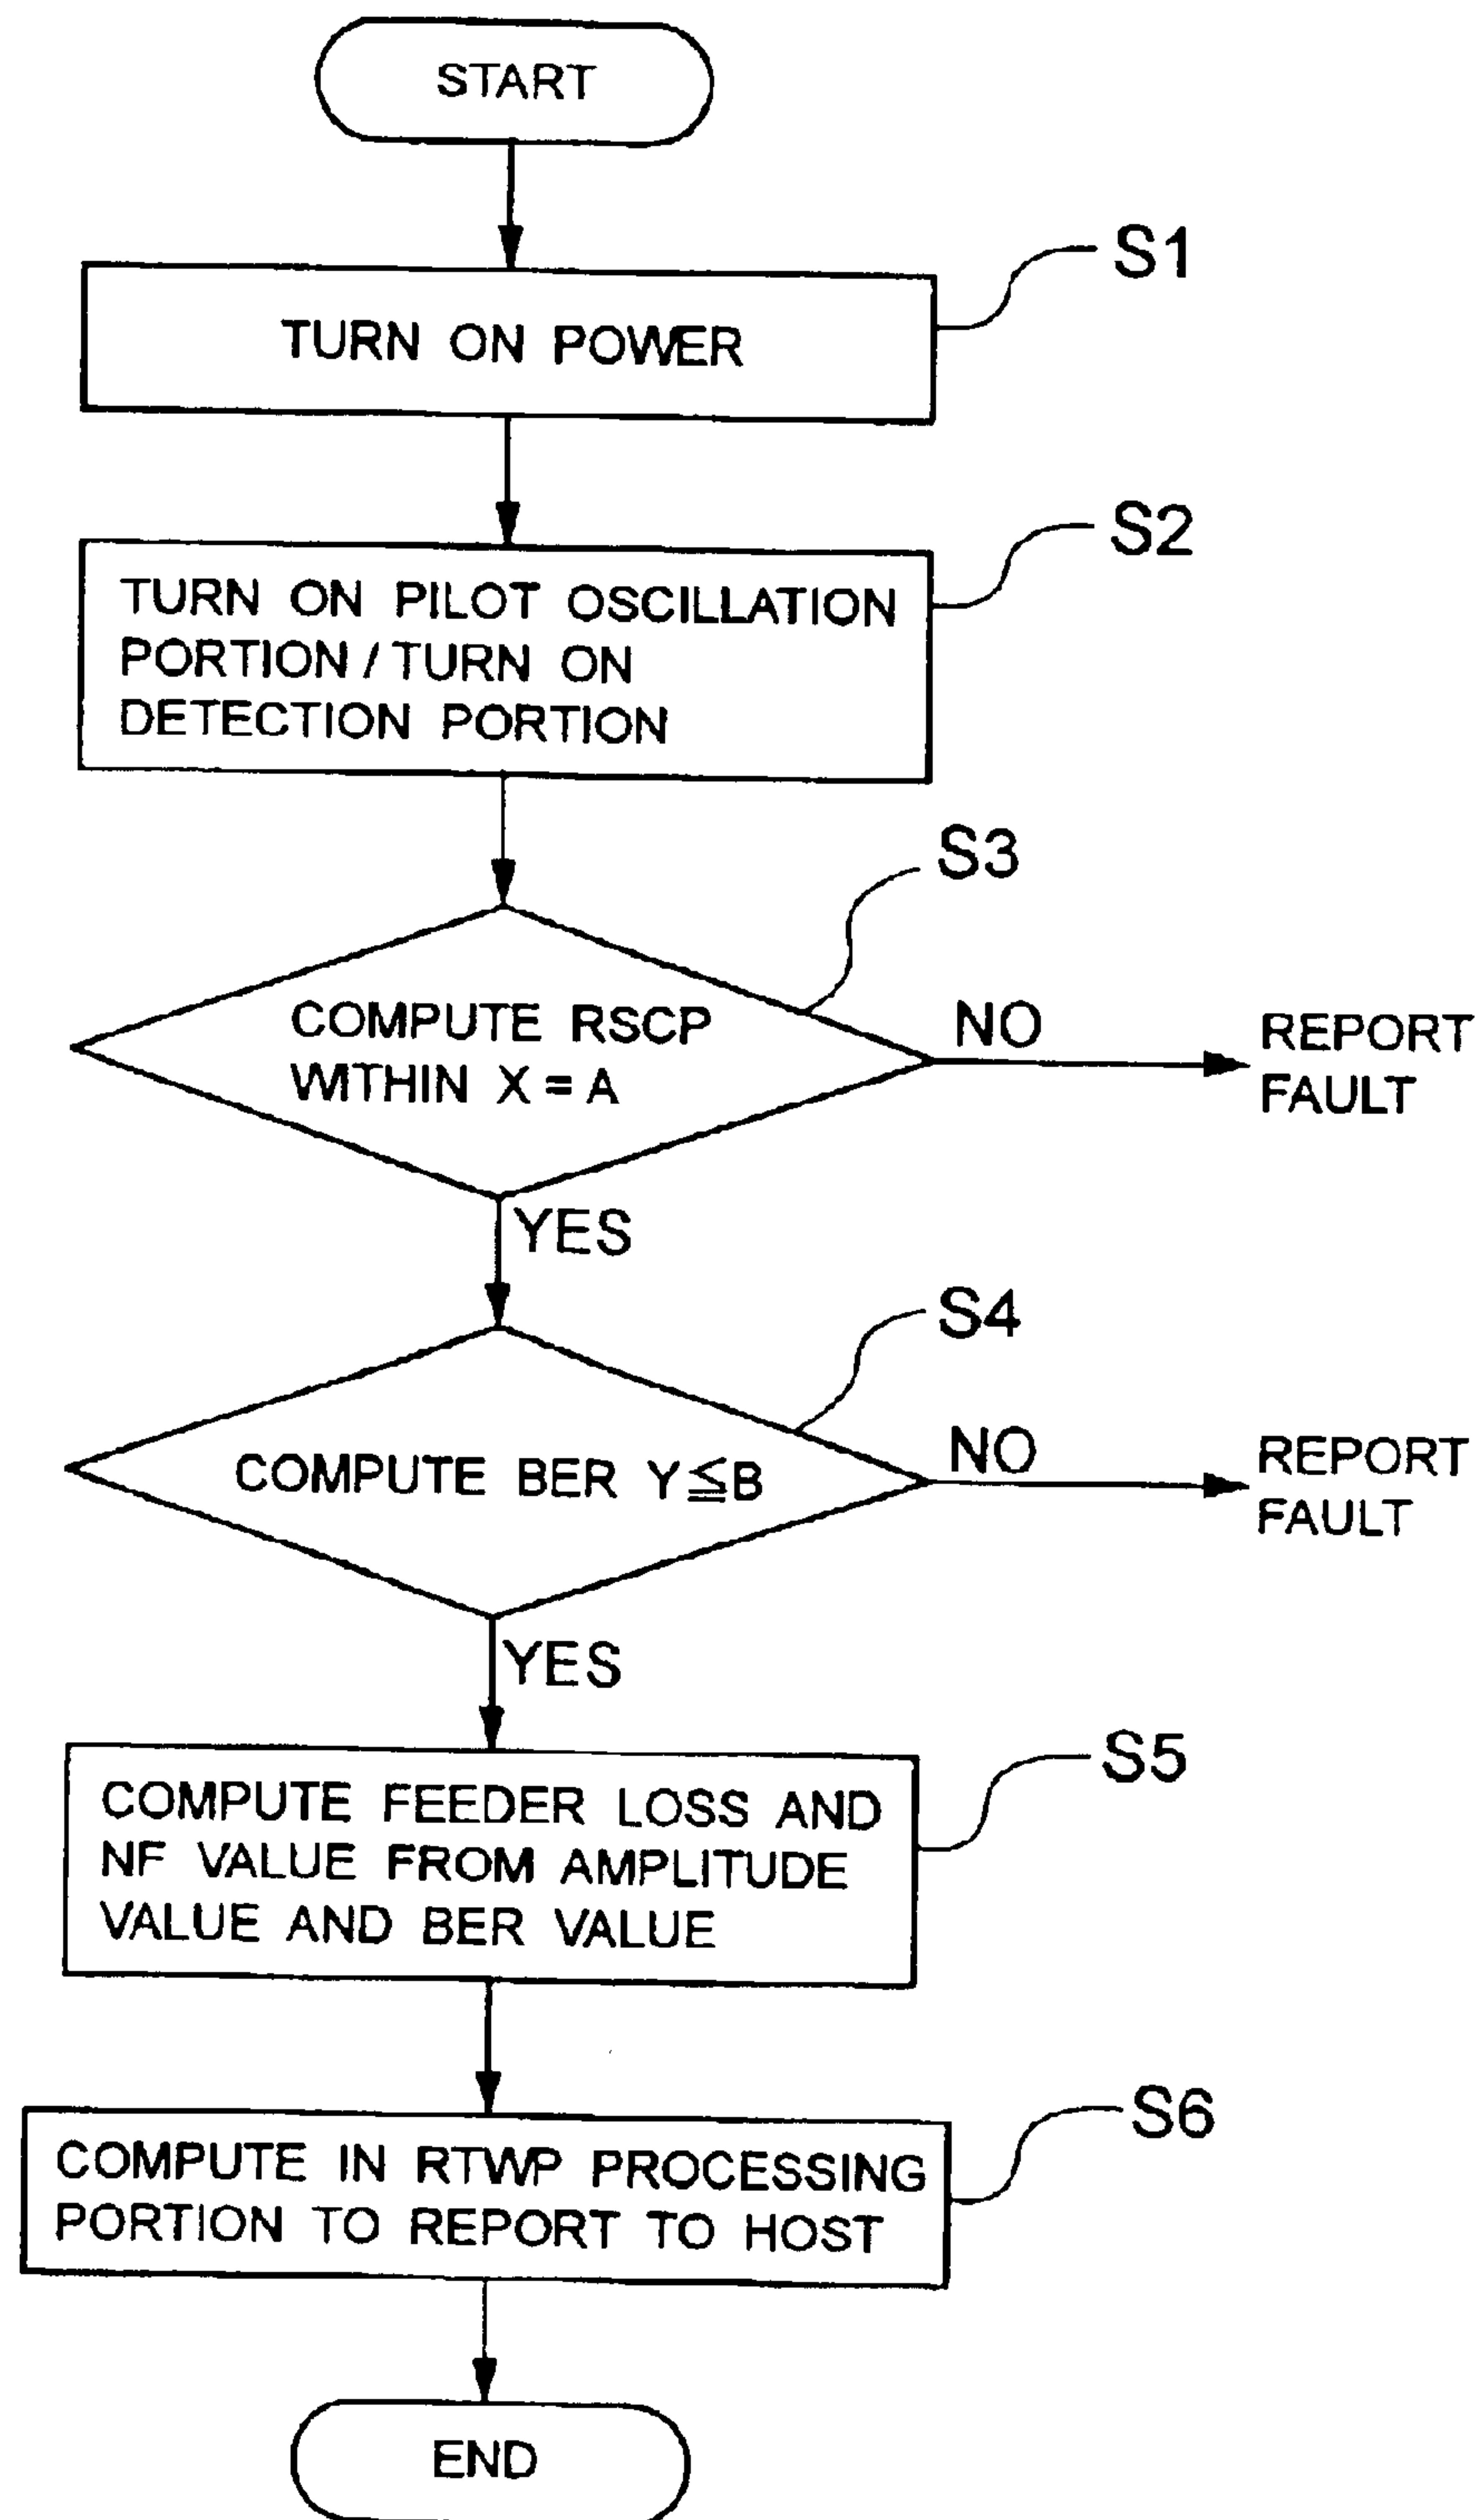 START
S1
TURN ON POWER
S2
TURN ON PILOT OSCILLATION
PORTION/TURN ON
DETECTION PORTION
S3
COMPUTE RSCP
WITHIN X=A
NO
REPORT
FAULT
YES
S4
COMPUTE BER Y≦B
NO
REPORT
FAULT
YES
S5
COMPUTE FEEDER LOSS AND
NF VALUE FROM AMPLITUDE
VALUE AND BER VALUE
S6
COMPUTE IN RTWP PROCESSING
PORTION TO REPORT TO HOST
END